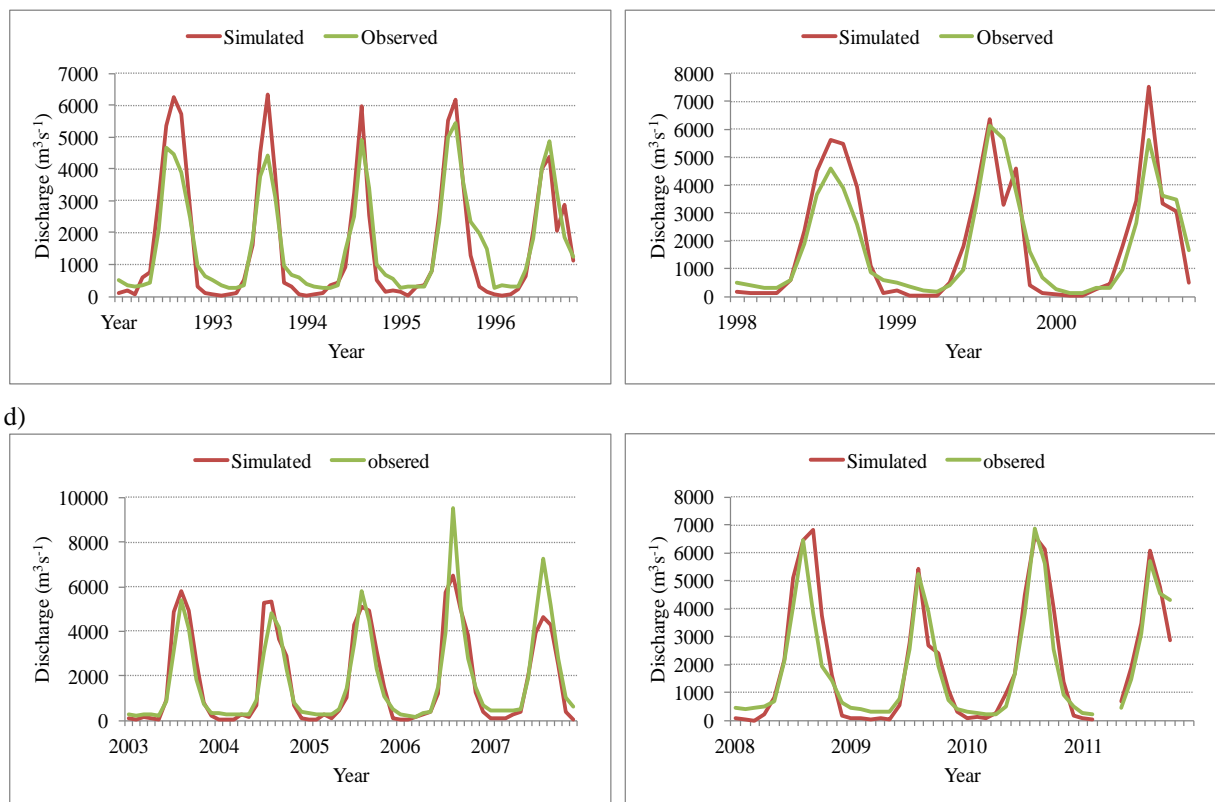 Simulated Observed
7000
6000
5000
4000
3000
2000
1000
0
Discharge (m³s⁻¹)
Year 1993 1994 1995 1996
Year
Simulated Observed
8000
7000
6000
5000
4000
3000
2000
1000
0
Discharge (m³s⁻¹)
1998 1999 2000
Year
d)
Simulated obsered
10000
8000
6000
4000
2000
0
Discharge (m³s⁻¹)
2003 2004 2005 2006 2007
Year
Simulated obsered
8000
7000
6000
5000
4000
3000
2000
1000
0
Discharge (m³s⁻¹)
2008 2009 2010 2011
Year